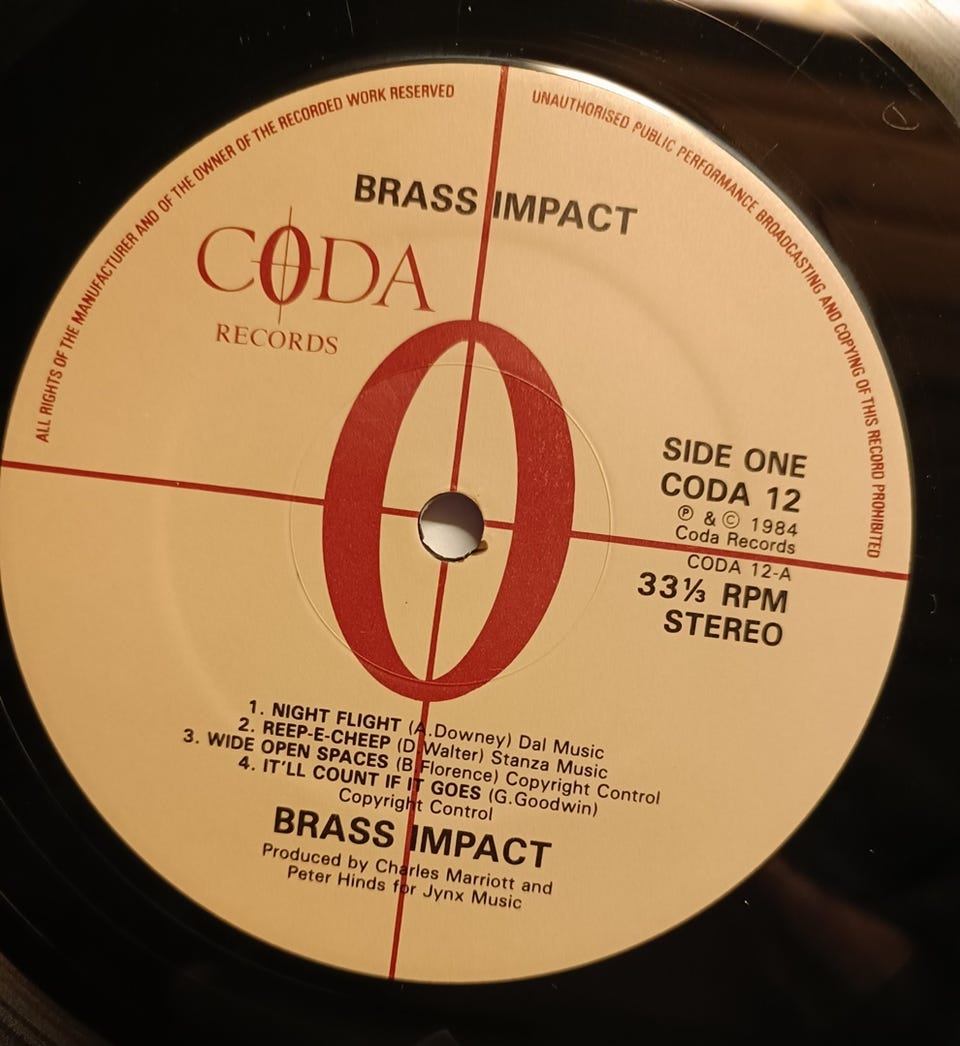 ALL RIGHTS OF THE MANUFACTURER AND OF THE OWNER OF THE RECORDED WORK RESERVED
UNAUTHORISED PUBLIC PERFORMANCE BROADCASTING AND COPYING OF THIS RECORD PROHIBITED
BRASS IMPACT
CODA
RECORDS
SIDE ONE
CODA 12
℗ & © 1984
Coda Records
CODA 12-A
33⅓ RPM
STEREO
1. NIGHT FLIGHT (A.Downey) Dal Music
2. REEP-E-CHEEP (D.Walter) Stanza Music
3. WIDE OPEN SPACES (B.Florence) Copyright Control
4. IT'LL COUNT IF IT GOES (G.Goodwin)
Copyright Control
BRASS IMPACT
Produced by Charles Marriott and
Peter Hinds for Jynx Music